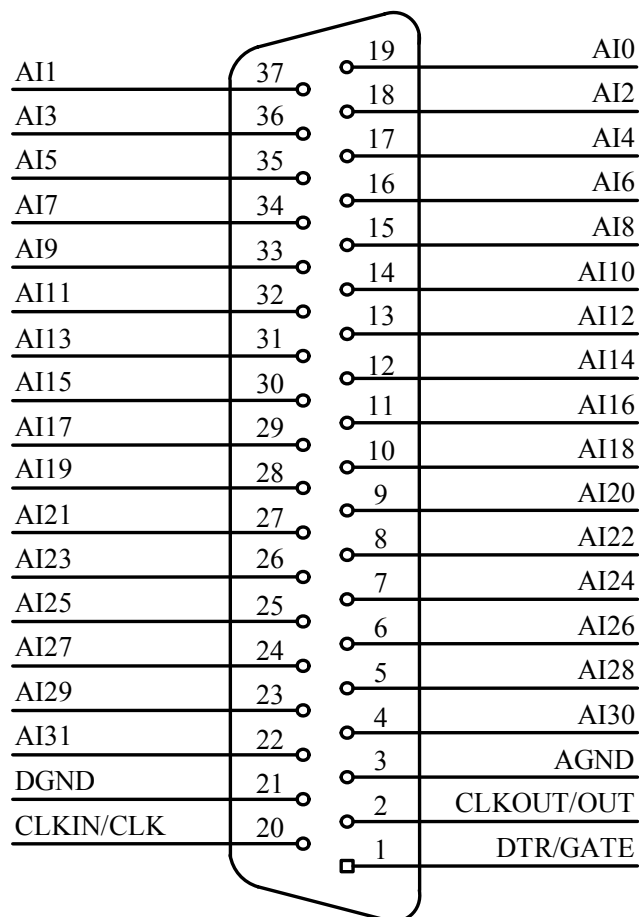 19 AI0
AI1 37
18 AI2
AI3 36
17 AI4
AI5 35
16 AI6
AI7 34
15 AI8
AI9 33
14 AI10
AI11 32
13 AI12
AI13 31
12 AI14
AI15 30
11 AI16
AI17 29
10 AI18
AI19 28
9 AI20
AI21 27
8 AI22
AI23 26
7 AI24
AI25 25
6 AI26
AI27 24
5 AI28
AI29 23
4 AI30
AI31 22
3 AGND
DGND 21
2 CLKOUT/OUT
CLKIN/CLK 20
1 DTR/GATE